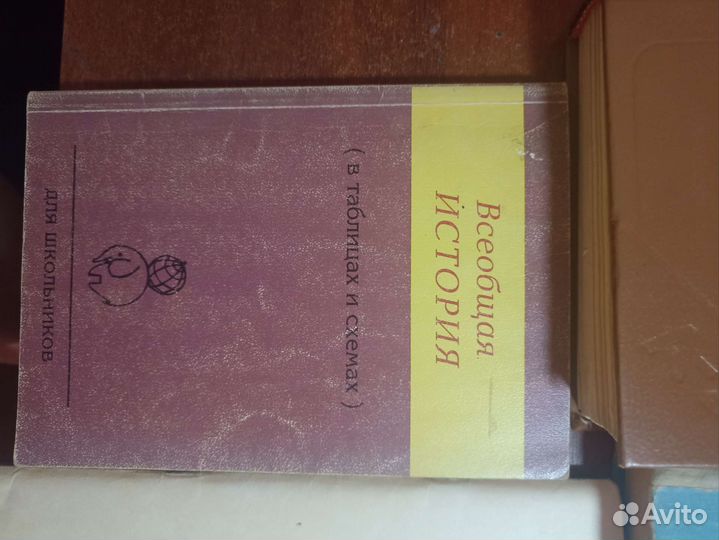 Всеобщая
ИСТОРИЯ
( в таблицах и схемах )
для школьников
Avito